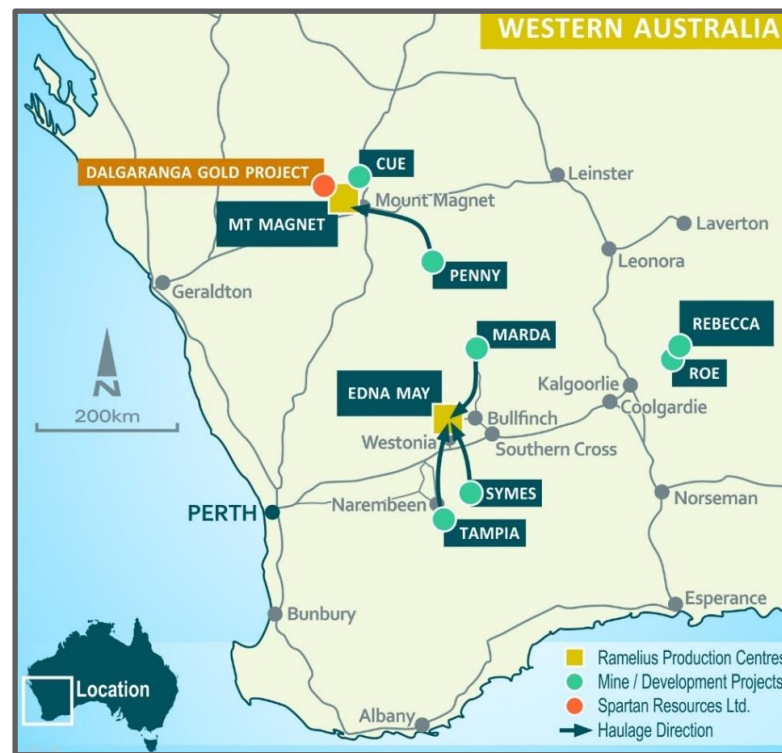 WESTERN AUSTRALIA
CUE
DALGARANGA GOLD PROJECT
Leinster
Mount Magnet
MT MAGNET
Laverton
Leonora
PENNY
Geraldton
REBECCA
MARDA
ROE
N
EDNA MAY
Kalgoorlie
200km
Coolgardie
Bullfinch
Westonia
Southern Cross
SYMES
Norseman
Narembeen
PERTH
TAMPIA
Esperance
Bunbury
Ramelius Production Centres
Mine / Development Projects
Location
Spartan Resources Ltd.
Albany
Haulage Direction